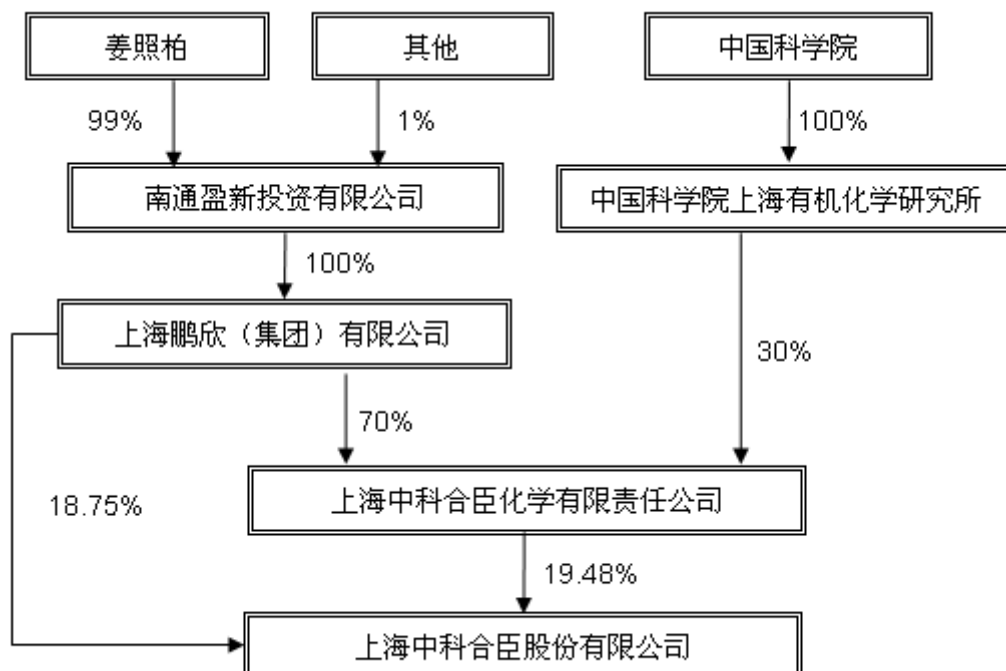 姜照柏
其他
中国科学院
99%
1%
100%
南通盈新投资有限公司
中国科学院上海有机化学研究所
100%
上海鹏欣（集团）有限公司
30%
70%
18.75%
上海中科合臣化学有限责任公司
19.48%
上海中科合臣股份有限公司